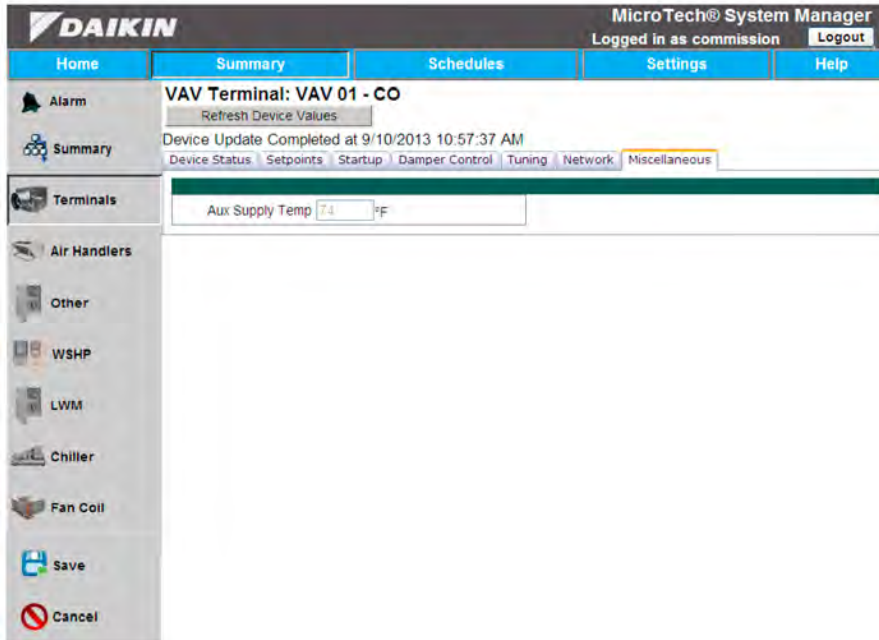 DAIKIN
MicroTech® System Manager
Logged in as commission Logout
Home Summary Schedules Settings Help
Alarm
Summary
Terminals
Air Handlers
Other
WSHP
LWM
Chiller
Fan Coil
Save
Cancel
VAV Terminal: VAV 01 - CO
Refresh Device Values
Device Update Completed at 9/10/2013 10:57:37 AM
Device Status Setpoints Startup Damper Control Tuning Network Miscellaneous
Aux Supply Temp 74 °F